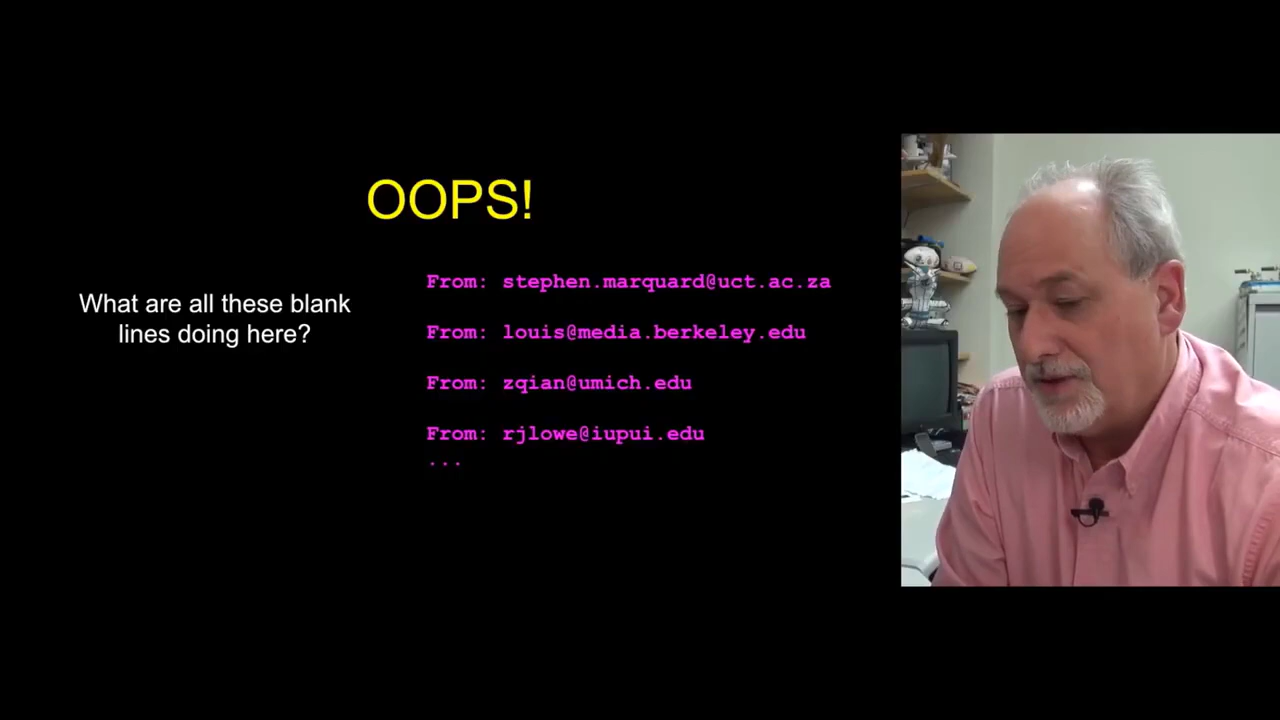 OOPS!
What are all these blank
lines doing here?
From: stephen.marquard@uct.ac.za
From: louis@media.berkeley.edu
From: zqian@umich.edu
From: rjlowe@iupui.edu
...